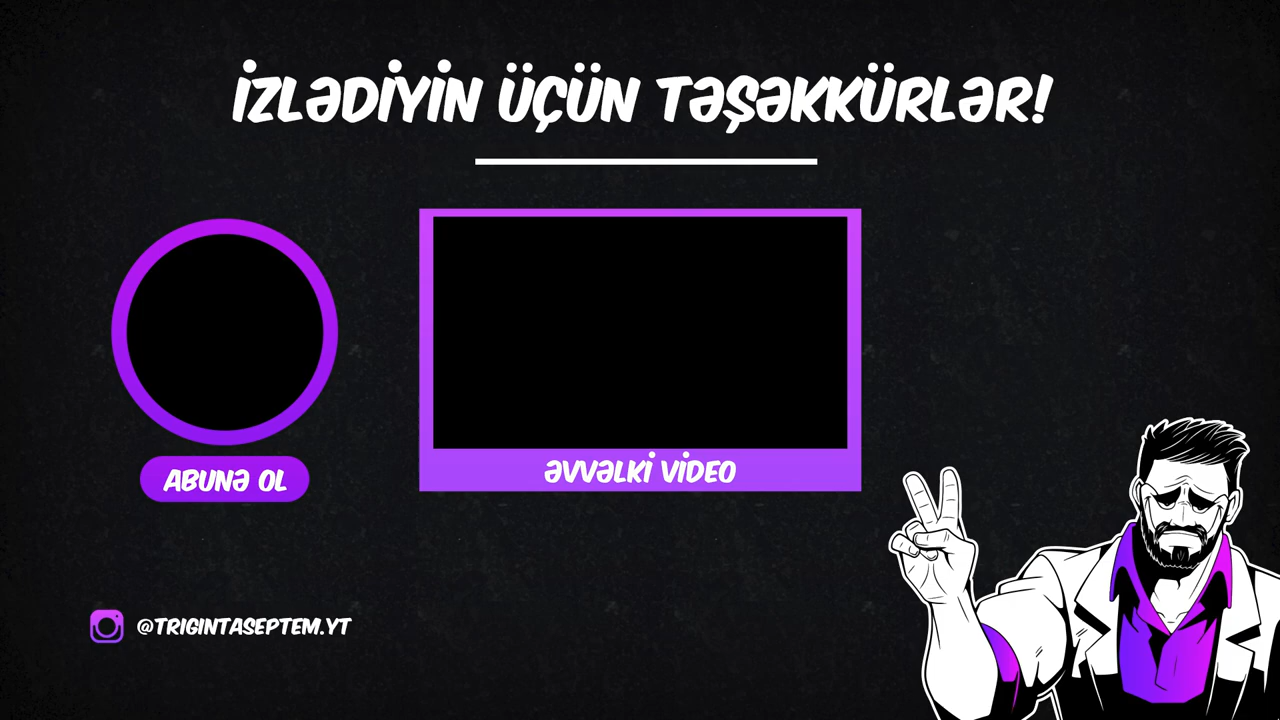 İZLƏDİYİN ÜÇÜN TƏŞƏKKÜRLƏR!
ABUNƏ OL
ƏVVƏLKİ VİDEO
@TRIGINTASEPTEM.YT